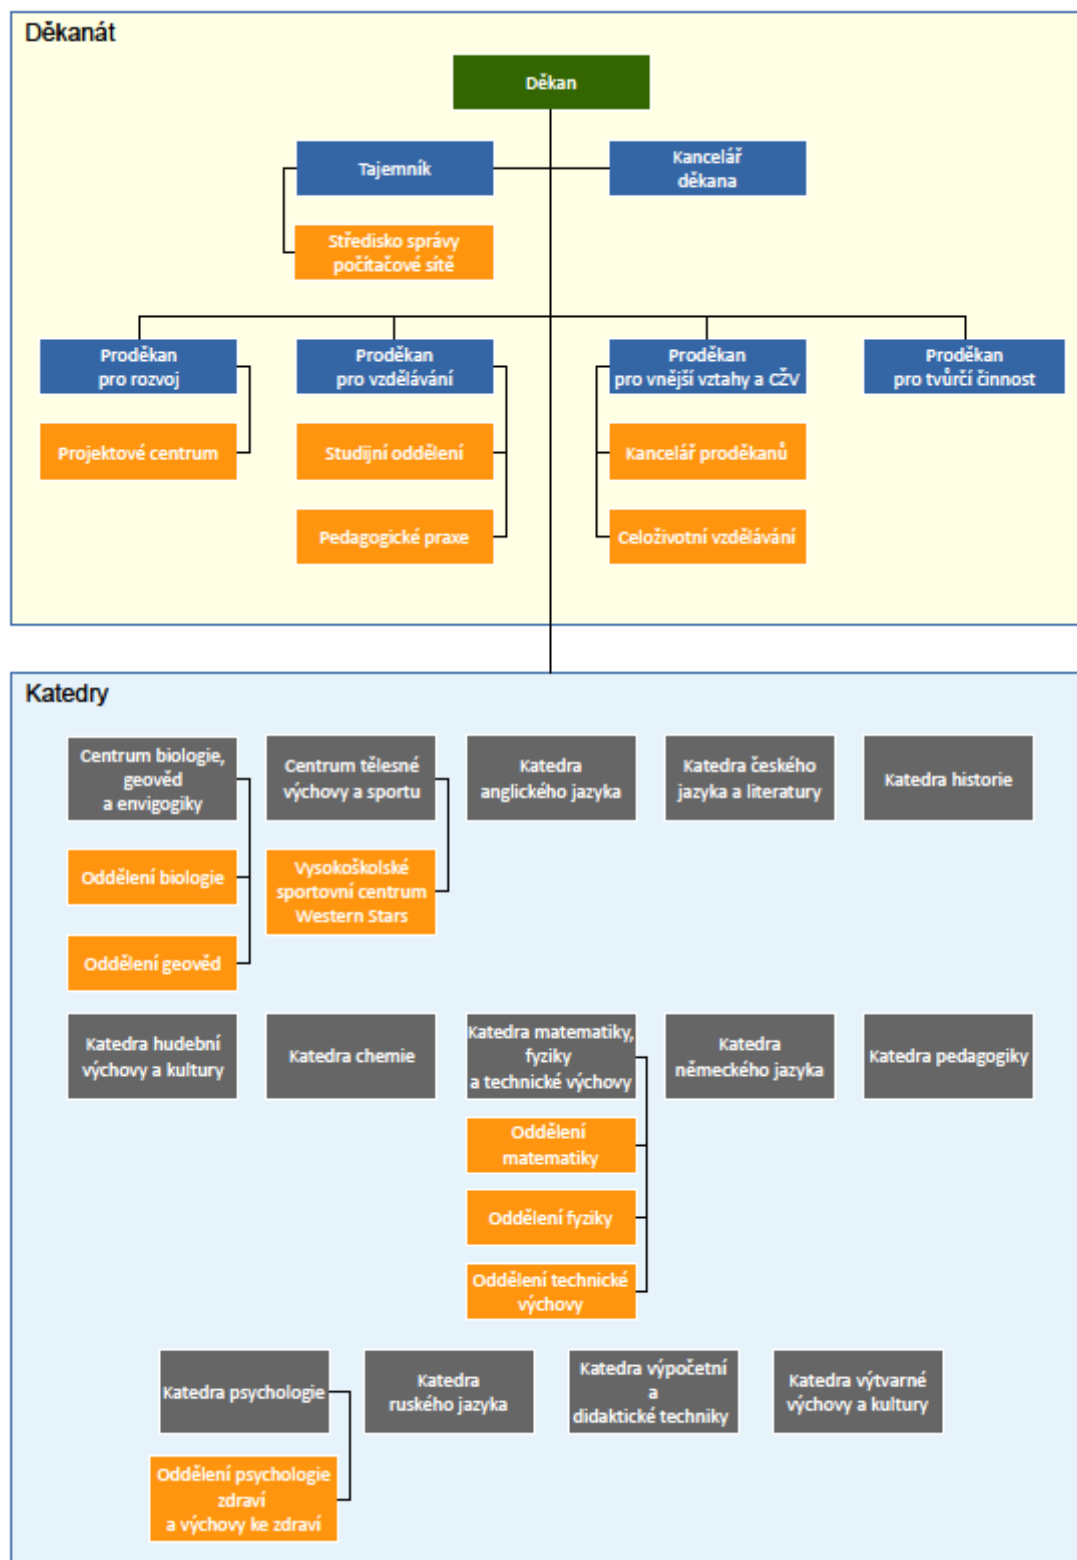 Děkanát
Děkan
Tajemník
Kancelář
děkana
Středisko správy
počítačové sítě
Proděkan
pro rozvoj
Proděkan
pro vzdělávání
Proděkan
pro vnější vztahy a CŽV
Proděkan
pro tvůrčí činnost
Projektové centrum
Studijní oddělení
Kancelář proděkanů
Pedagogické praxe
Celoživotní vzdělávání
Katedry
Centrum biologie,
geověd
a envigogiky
Centrum tělesné
výchovy a sportu
Katedra
anglického jazyka
Katedra českého
jazyka a literatury
Katedra historie
Oddělení biologie
Vysokoškolské
sportovní centrum
Western Stars
Oddělení geověd
Katedra hudební
výchovy a kultury
Katedra chemie
Katedra matematiky,
fyziky
a technické výchovy
Katedra
německého jazyka
Katedra pedagogiky
Oddělení
matematiky
Oddělení fyziky
Oddělení technické
výchovy
Katedra psychologie
Katedra
ruského jazyka
Katedra výpočetní
a
didaktické techniky
Katedra výtvarné
výchovy a kultury
Oddělení psychologie
zdraví
a výchovy ke zdraví